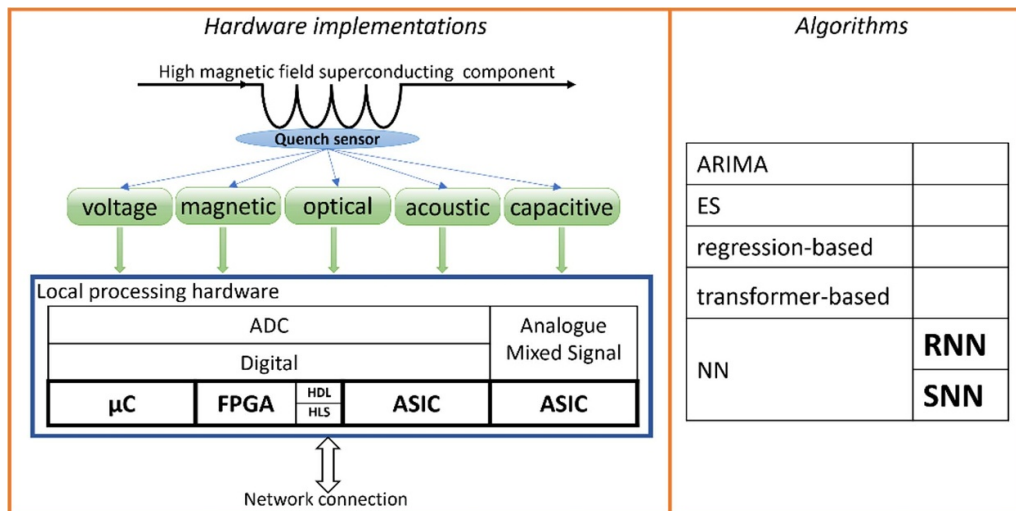 Hardware implementations
High magnetic field superconducting component
Quench sensor
voltage magnetic optical acoustic capacitive
Local processing hardware
ADC
Digital
Analogue
Mixed Signal
µC FPGA HDL ASIC ASIC
HLS
Network connection
Algorithms
ARIMA
ES
regression-based
transformer-based
NN
RNN
SNN